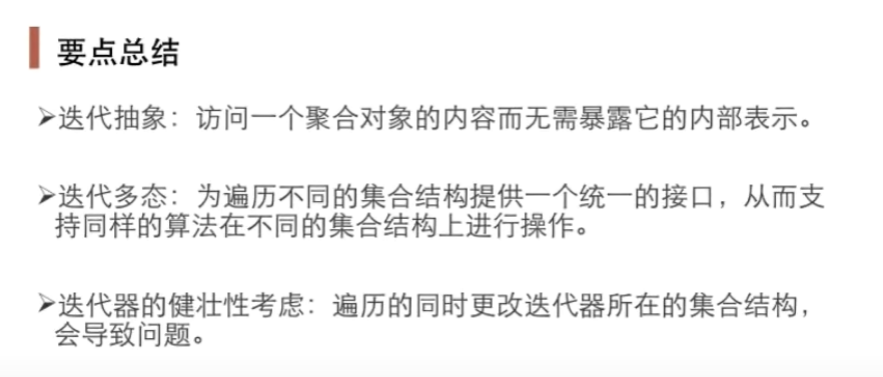 要点总结
➢迭代抽象：访问一个聚合对象的内容而无需暴露它的内部表示。
➢迭代多态：为遍历不同的集合结构提供一个统一的接口，从而支
持同样的算法在不同的集合结构上进行操作。
➢迭代器的健壮性考虑：遍历的同时更改迭代器所在的集合结构，
会导致问题。